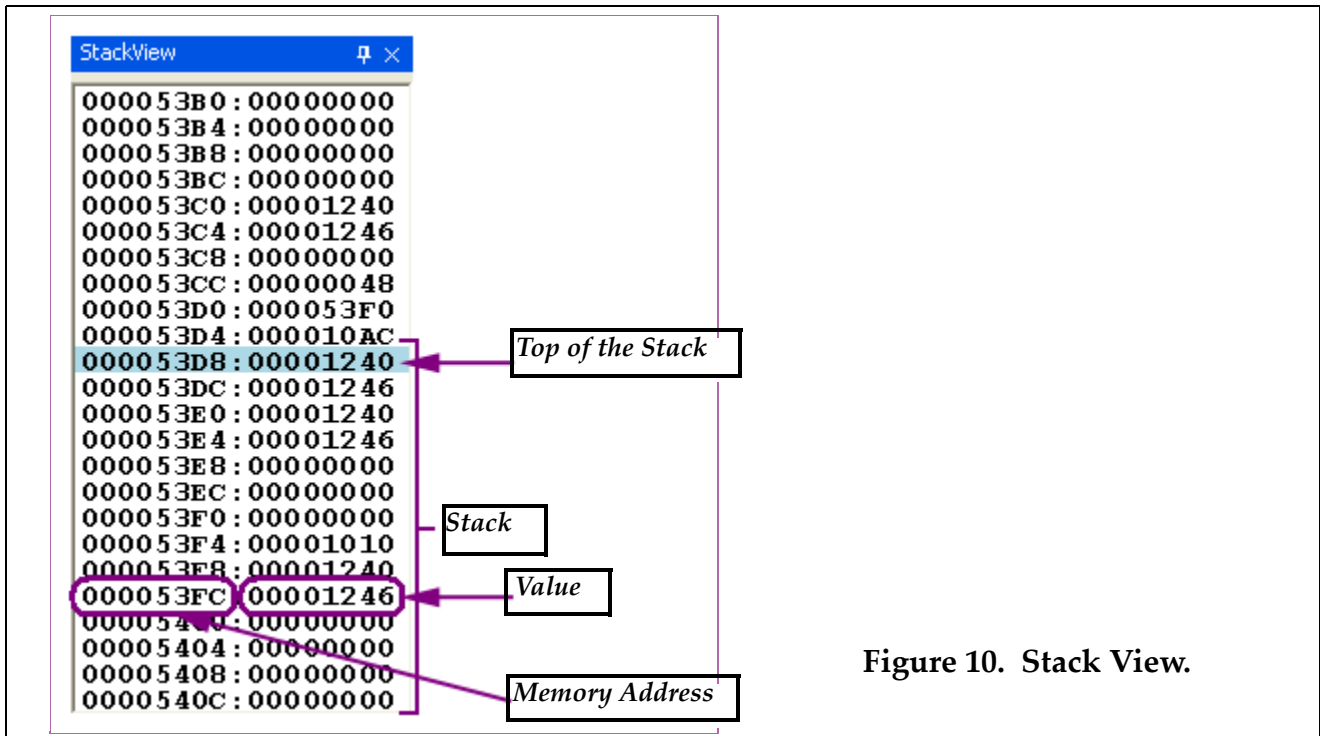 StackView
000053B0:00000000
000053B4:00000000
000053B8:00000000
000053BC:00000000
000053C0:00001240
000053C4:00001246
000053C8:00000000
000053CC:00000048
000053D0:000053F0
000053D4:000010AC
000053D8:00001240
000053DC:00001246
000053E0:00001240
000053E4:00001246
000053E8:00000000
000053EC:00000000
000053F0:00000000
000053F4:00001010
000053F8:00001240
000053FC 00001246
00005400:00000000
00005404:00000000
00005408:00000000
0000540C:00000000
Top of the Stack
Stack
Value
Memory Address
Figure 10. Stack View.